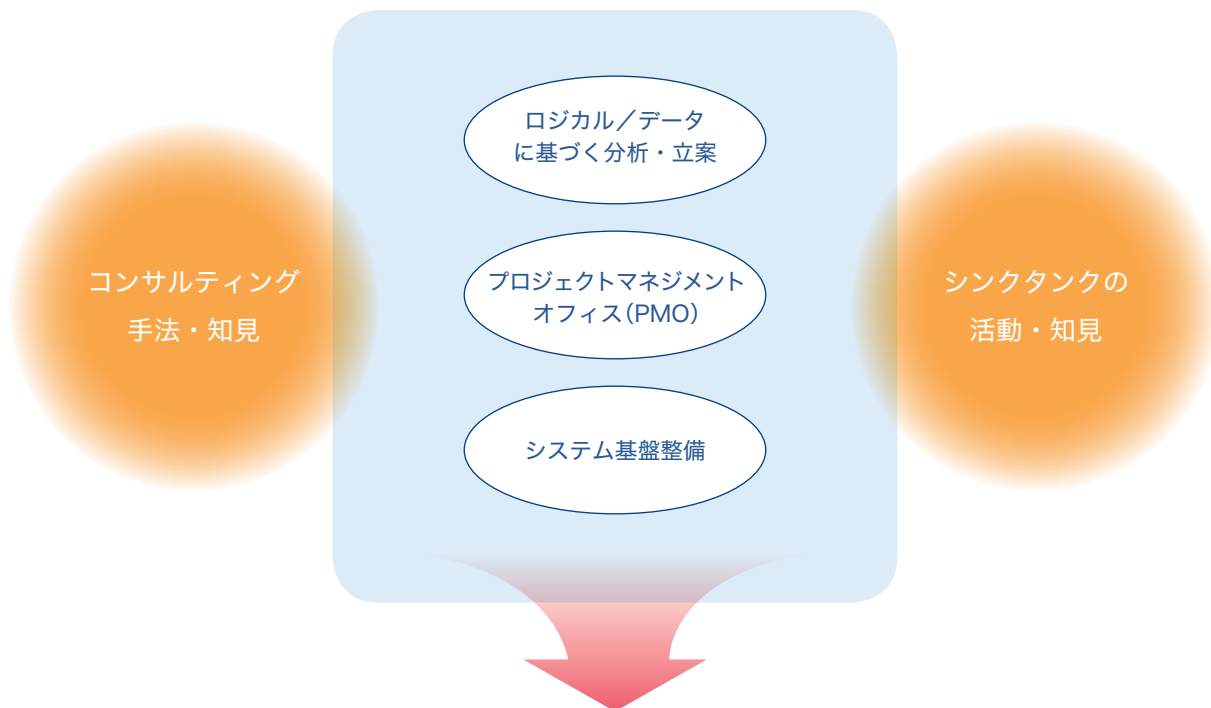 ロジカル／データ
に基づく分析・立案
コンサルティング
手法・知見
プロジェクトマネジメント
オフィス（PMO）
シンクタンクの
活動・知見
システム基盤整備